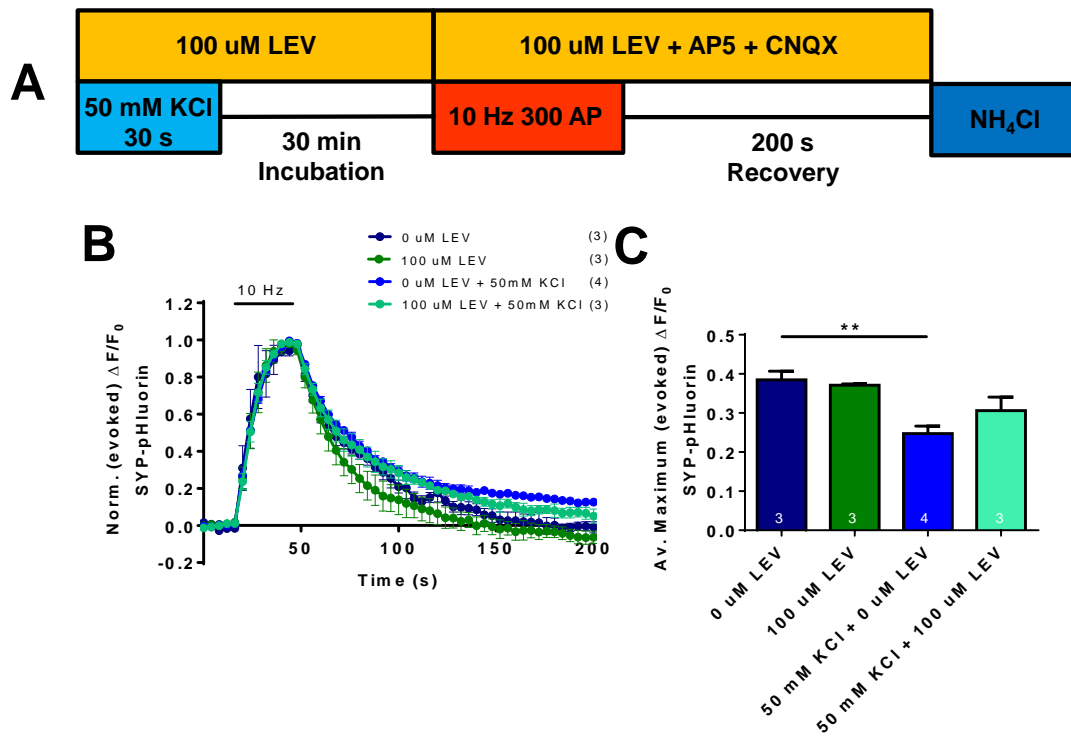 A
100 uM LEV
100 uM LEV + AP5 + CNQX
50 mM KCl
30 s
10 Hz 300 AP
NH₄Cl
30 min
Incubation
200 s
Recovery
B
0 uM LEV (3)
100 uM LEV (3)
0 uM LEV + 50mM KCl (4)
100 uM LEV + 50mM KCl (3)
10 Hz
Norm. (evoked) ΔF/F₀
SYP-pHluorin
1.2
1.0
0.8
0.6
0.4
0.2
0.0
-0.2
50
100
150
200
Time (s)
C
**
Av. Maximum (evoked) ΔF/F₀
SYP-pHluorin
0.5
0.4
0.3
0.2
0.1
0.0
3
3
4
3
0 uM LEV
100 uM LEV
50 mM KCl + 0 uM LEV
50 mM KCl + 100 uM LEV